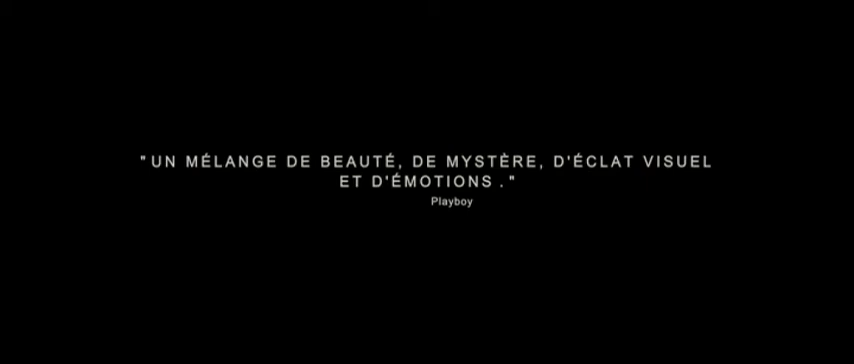 "UN MÉLANGE DE BEAUTÉ, DE MYSTÈRE, D'ÉCLAT VISUEL
ET D'ÉMOTIONS ."
Playboy